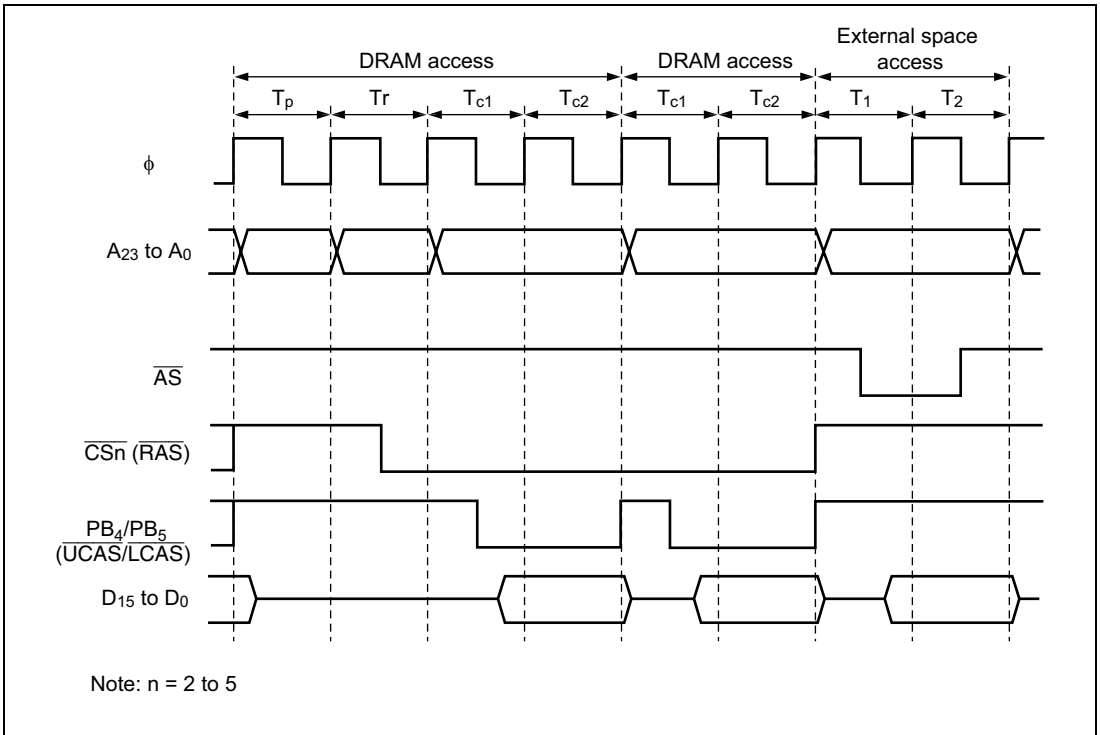 External space
access
DRAM access DRAM access
Tp Tr Tc1 Tc2 Tc1 Tc2 T1 T2
ϕ
A23 to A0
AS
CSn (RAS)
PB4/PB5
(UCAS/LCAS)
D15 to D0
Note: n = 2 to 5